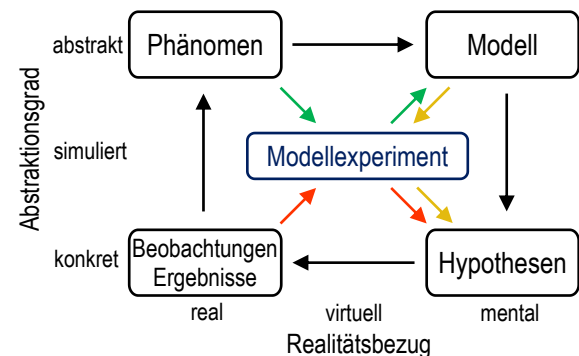 abstrakt
Phänomen
Modell
Abstraktionsgrad
simuliert
Modellexperiment
konkret
Beobachtungen
Ergebnisse
Hypothesen
real
virtuell
mental
Realitätsbezug